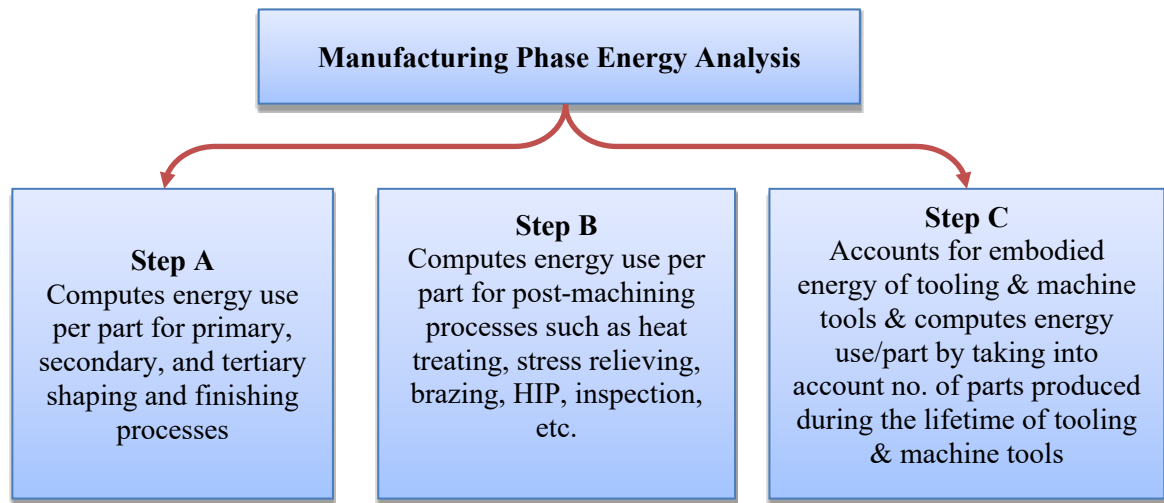 Manufacturing Phase Energy Analysis
Step A
Computes energy use
per part for primary,
secondary, and tertiary
shaping and finishing
processes
Step B
Computes energy use per
part for post-machining
processes such as heat
treating, stress relieving,
brazing, HIP, inspection,
etc.
Step C
Accounts for embodied
energy of tooling & machine
tools & computes energy
use/part by taking into
account no. of parts produced
during the lifetime of tooling
& machine tools